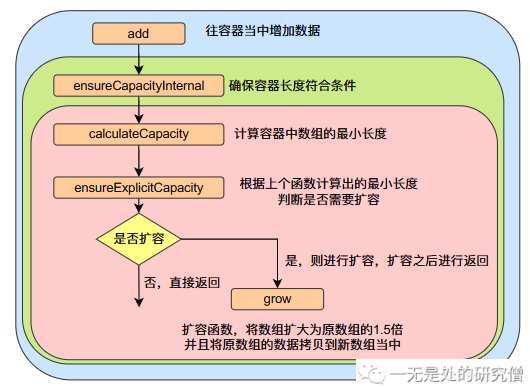 add
往容器当中增加数据
ensureCapacityInternal
确保容器长度符合条件
calculateCapacity
计算容器中数组的最小长度
ensureExplicitCapacity
根据上个函数计算出的最小长度
判断是否需要扩容
是否扩容
是，则进行扩容，扩容之后进行返回
否，直接返回
grow
扩容函数，将数组扩大为原数组的1.5倍
并且将原数组的数据拷贝到新数组当中
一无是处的研究僧